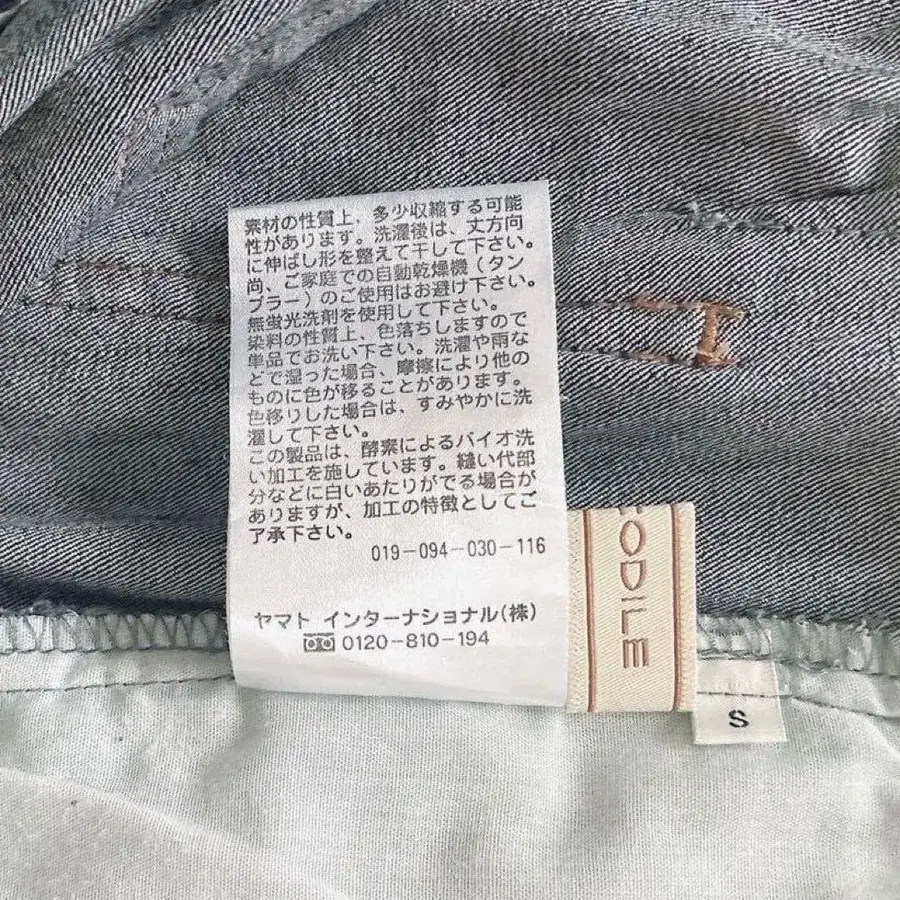 素材の性質上、多少収縮する可能
性があります。洗濯後は、丈方向
に伸ばし形を整えて干して下さい。
尚、ご家庭での自動乾燥機（タン
ブラー）のご使用はお避け下さい。
無蛍光洗剤を使用して下さい。
染料の性質上、色落ちしますので
単品でお洗い下さい。洗濯や雨な
どで湿った場合、摩擦により他の
ものに色が移ることがあります。
色移りした場合は、すみやかに洗
濯して下さい。
この製品は、酵素によるバイオ洗
い加工を施しています。縫い代部
分などに白いあたりがでる場合が
ありますが、加工の特徴としてご
了承下さい。
019-094-030-116
ヤマト インターナショナル(株)
0120-810-194
CODILE
S